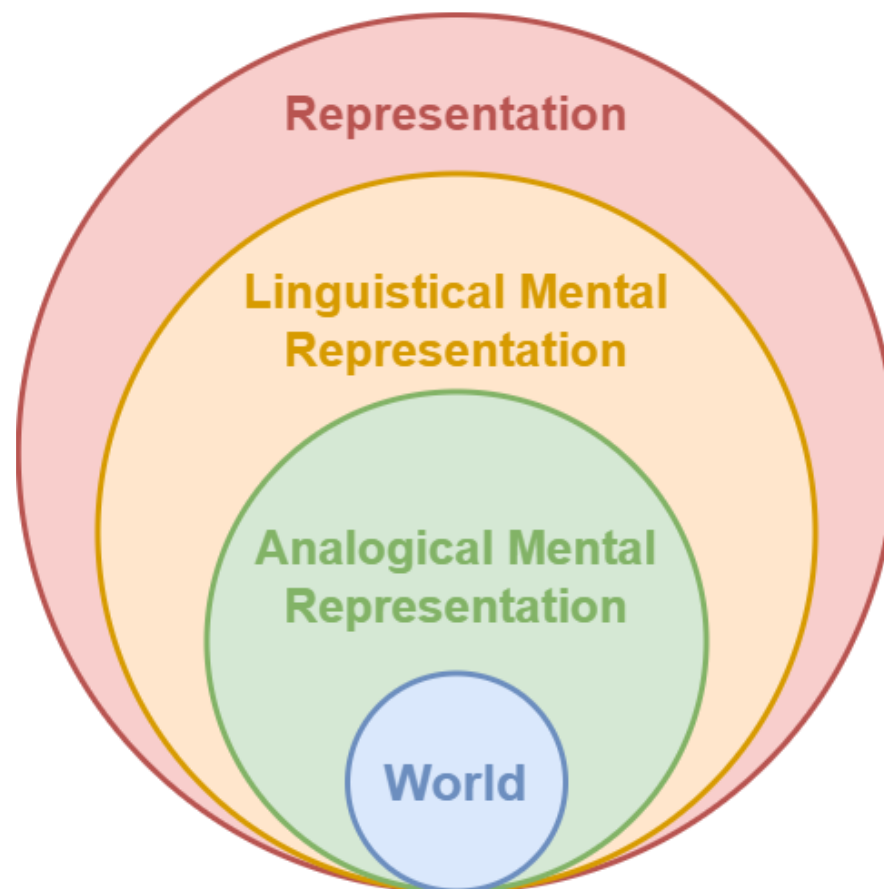 Representation
Linguistical Mental
Representation
Analogical Mental
Representation
World